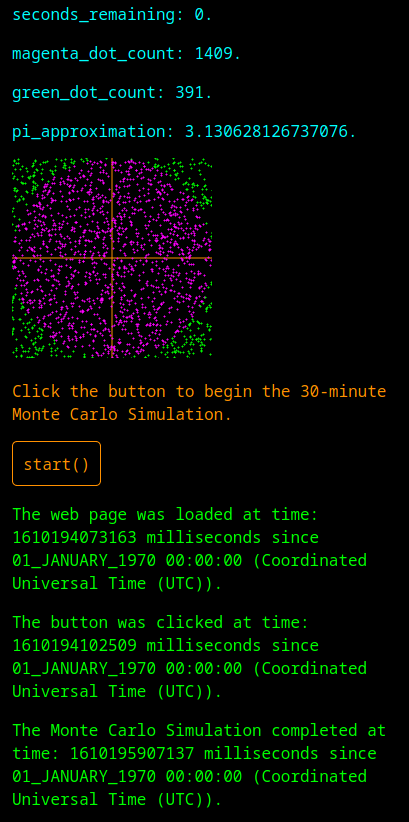 seconds_remaining: 0.
magenta_dot_count: 1409.
green_dot_count: 391.
pi_approximation: 3.130628126737076.
Click the button to begin the 30-minute
Monte Carlo Simulation.
start()
The web page was loaded at time:
1610194073163 milliseconds since
01_JANUARY_1970 00:00:00 (Coordinated
Universal Time (UTC)).
The button was clicked at time:
1610194102509 milliseconds since
01_JANUARY_1970 00:00:00 (Coordinated
Universal Time (UTC)).
The Monte Carlo Simulation completed at
time: 1610195907137 milliseconds since
01_JANUARY_1970 00:00:00 (Coordinated
Universal Time (UTC)).